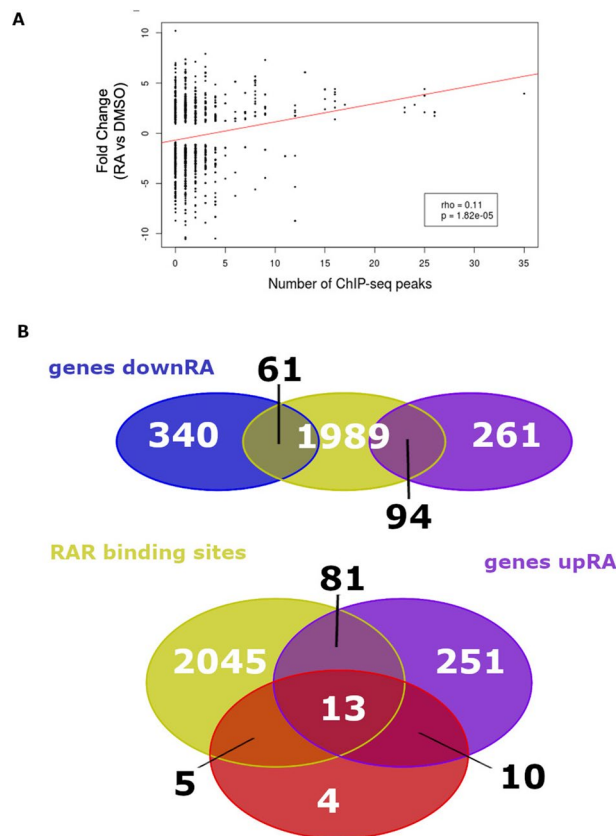 A
Fold Change
(RA vs DMSO)
10
5
0
-5
-10
rho = 0.11
p = 1.82e-05
0
5
10
15
20
25
30
35
Number of ChIP-seq peaks
B
genes downRA
61
340
1989
261
94
RAR binding sites
genes upRA
81
2045
251
13
5
10
4